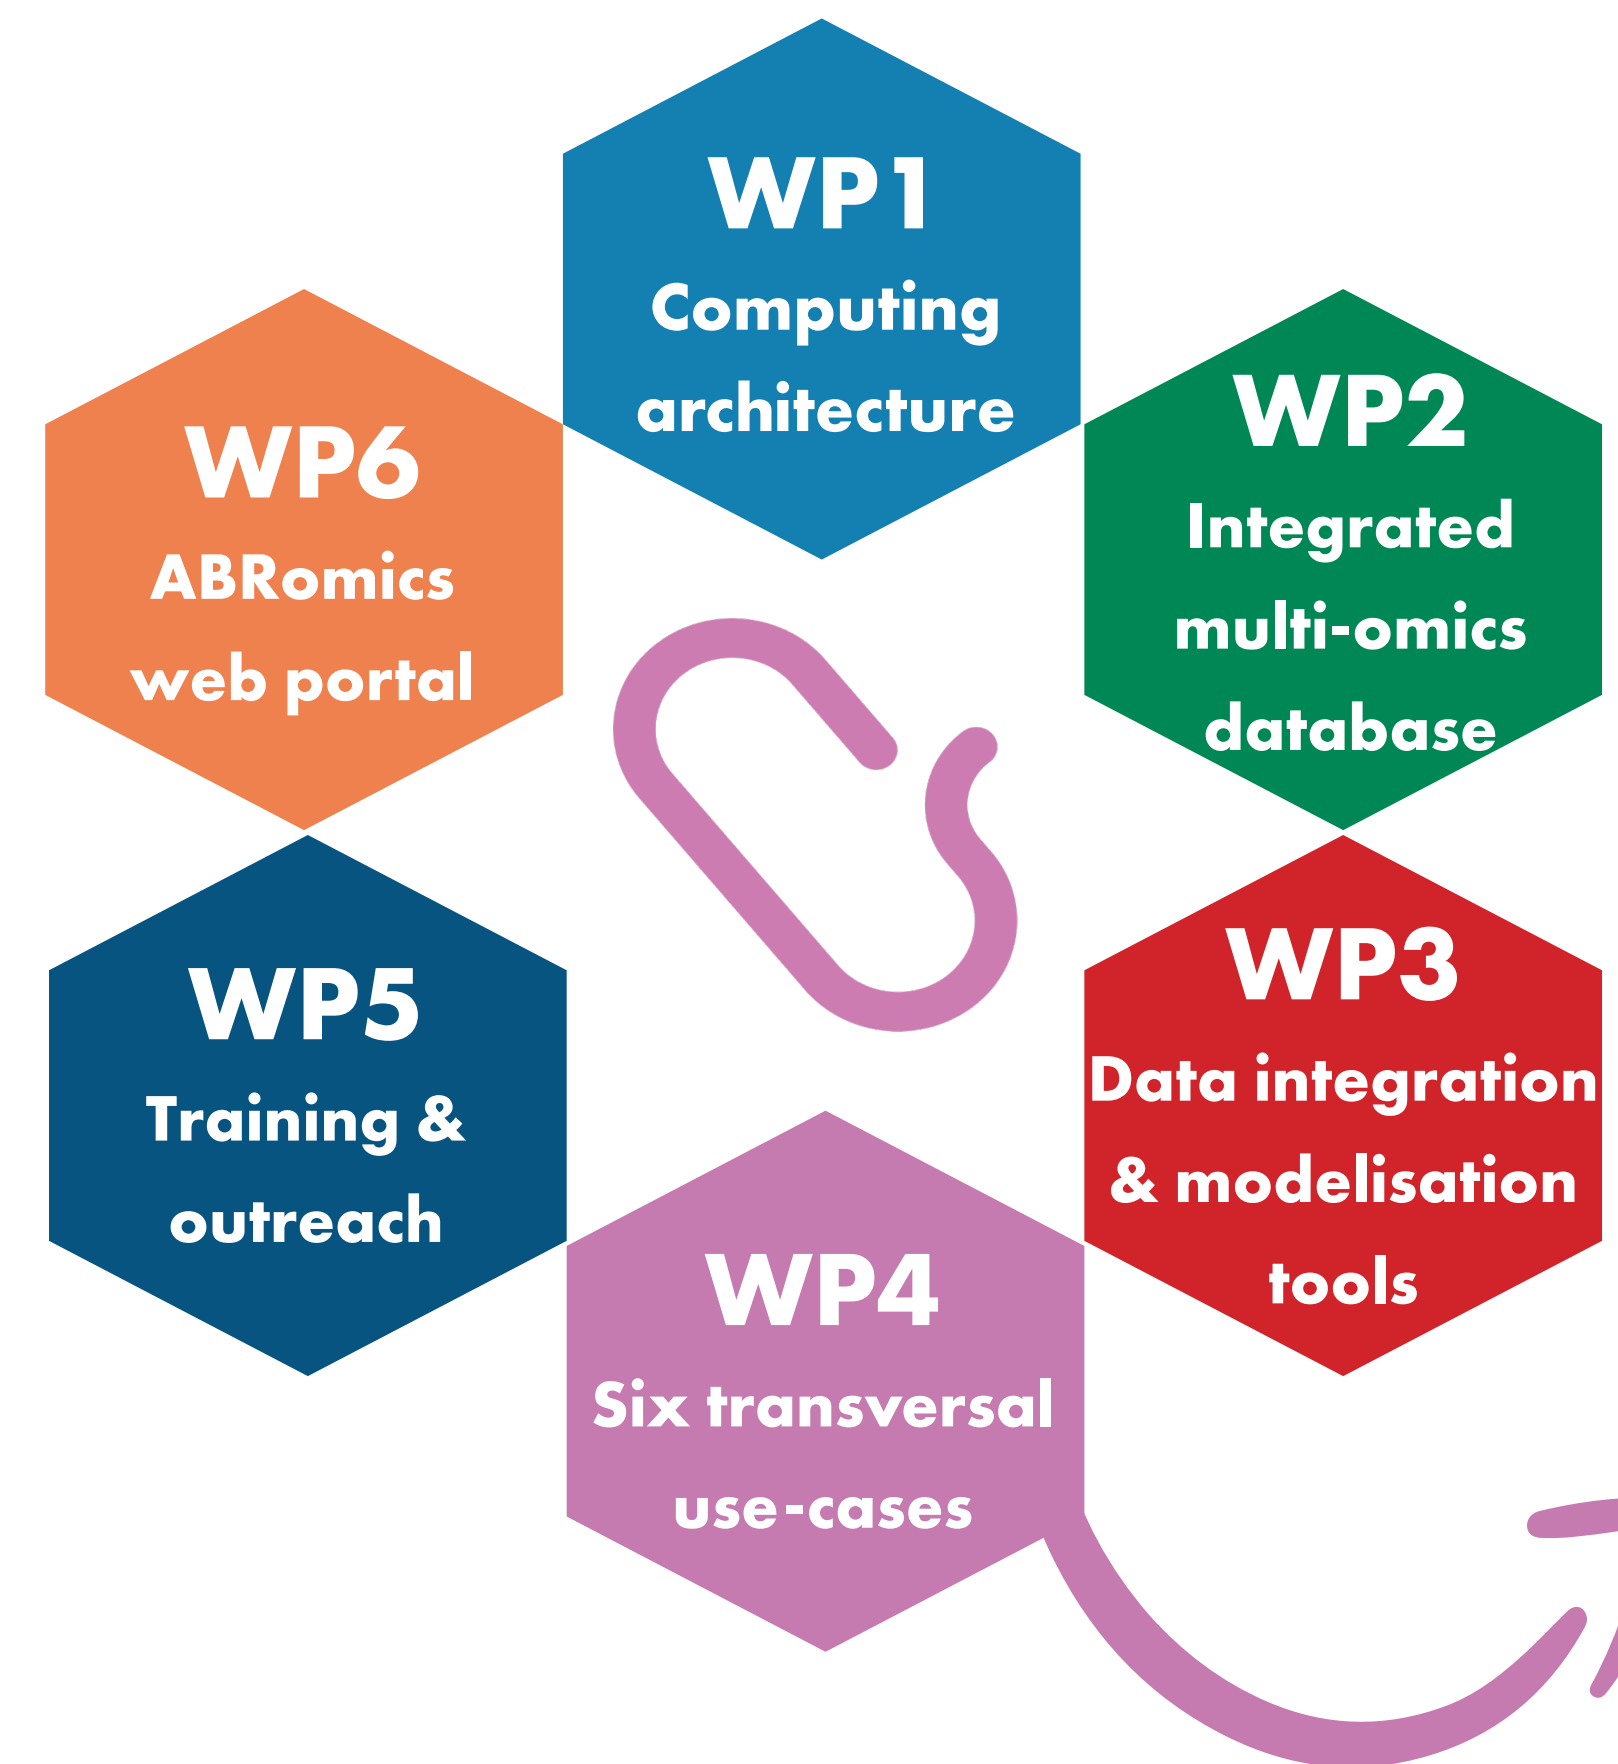 WP1
Computing
architecture
WP2
Integrated
multi-omics
database
WP3
Data integration
& modelisation
tools
WP4
Six transversal
use-cases
WP5
Training &
outreach
WP6
ABRomics
web portal